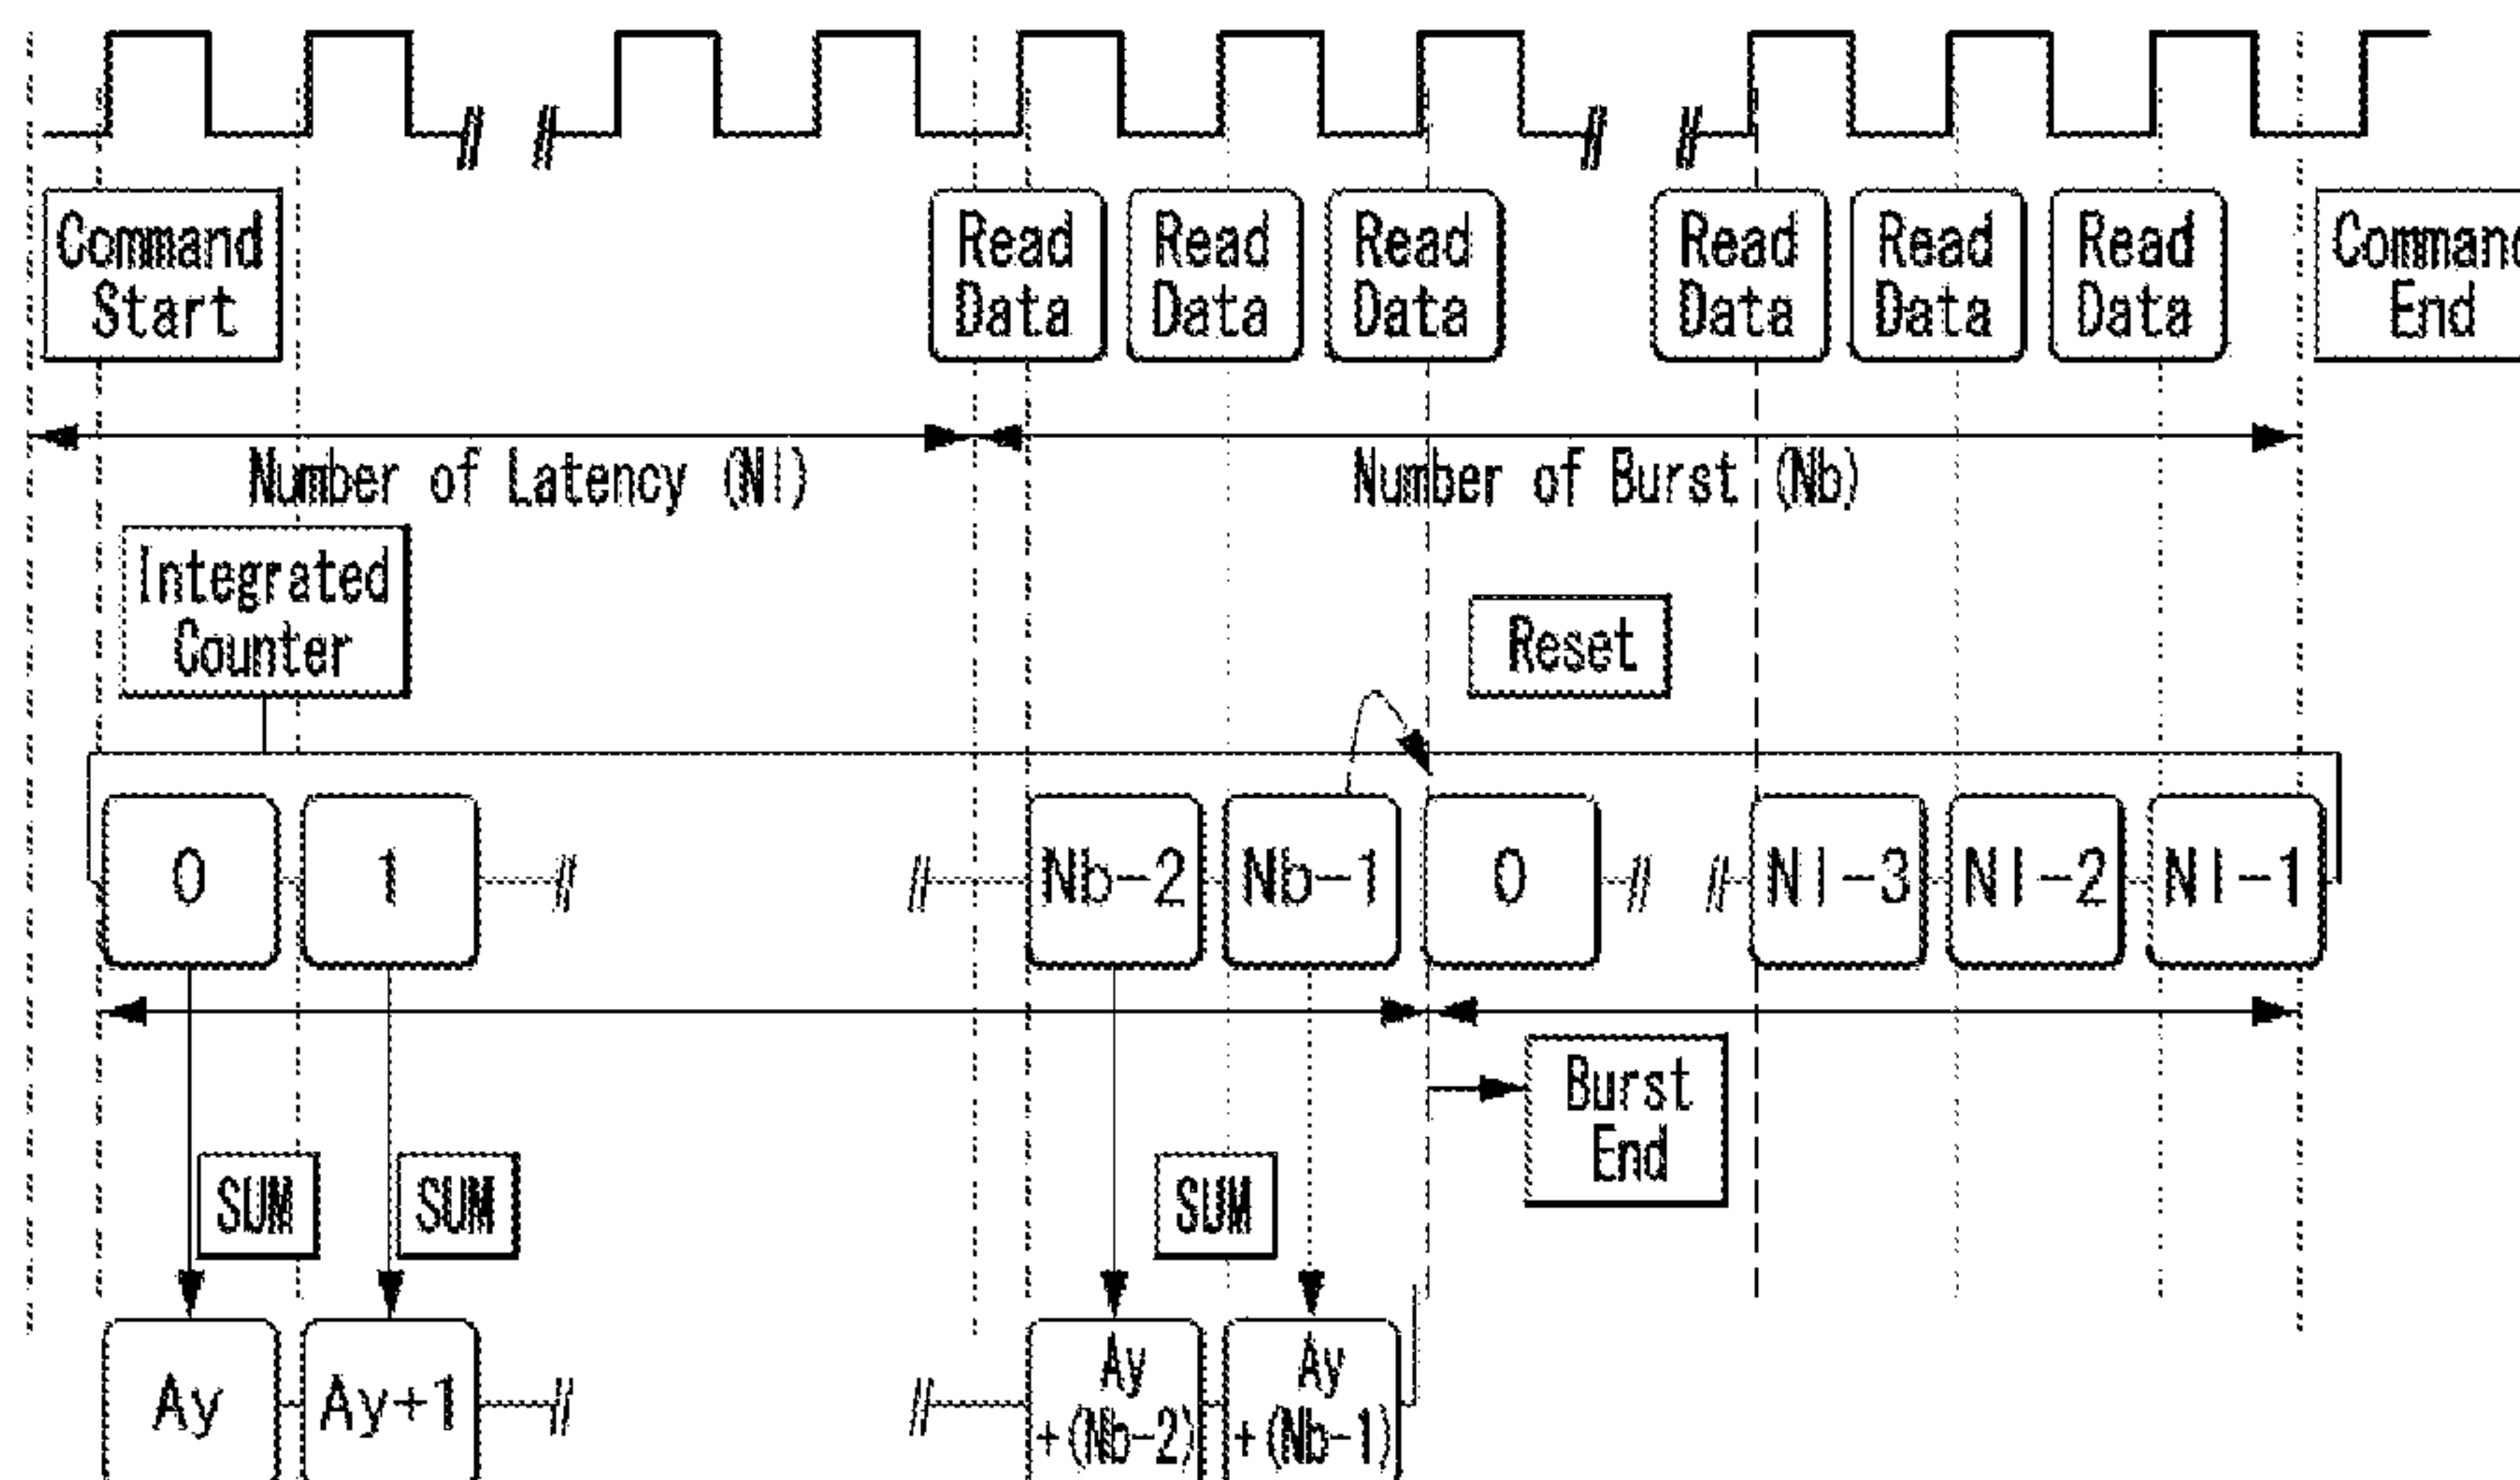 Command
Start
Read
Data
Read
Data
Read
Data
Read
Data
Read
Data
Read
Data
Command
End
Number of Latency (Nl)
Number of Burst (Nb)
Integrated
Counter
Reset
0
1
Nb-2
Nb-1
0
Nl-3
Nl-2
Nl-1
Burst
End
SUM
SUM
SUM
Ay
Ay+1
Ay
+(Nb-2)
Ay
+(Nb-1)